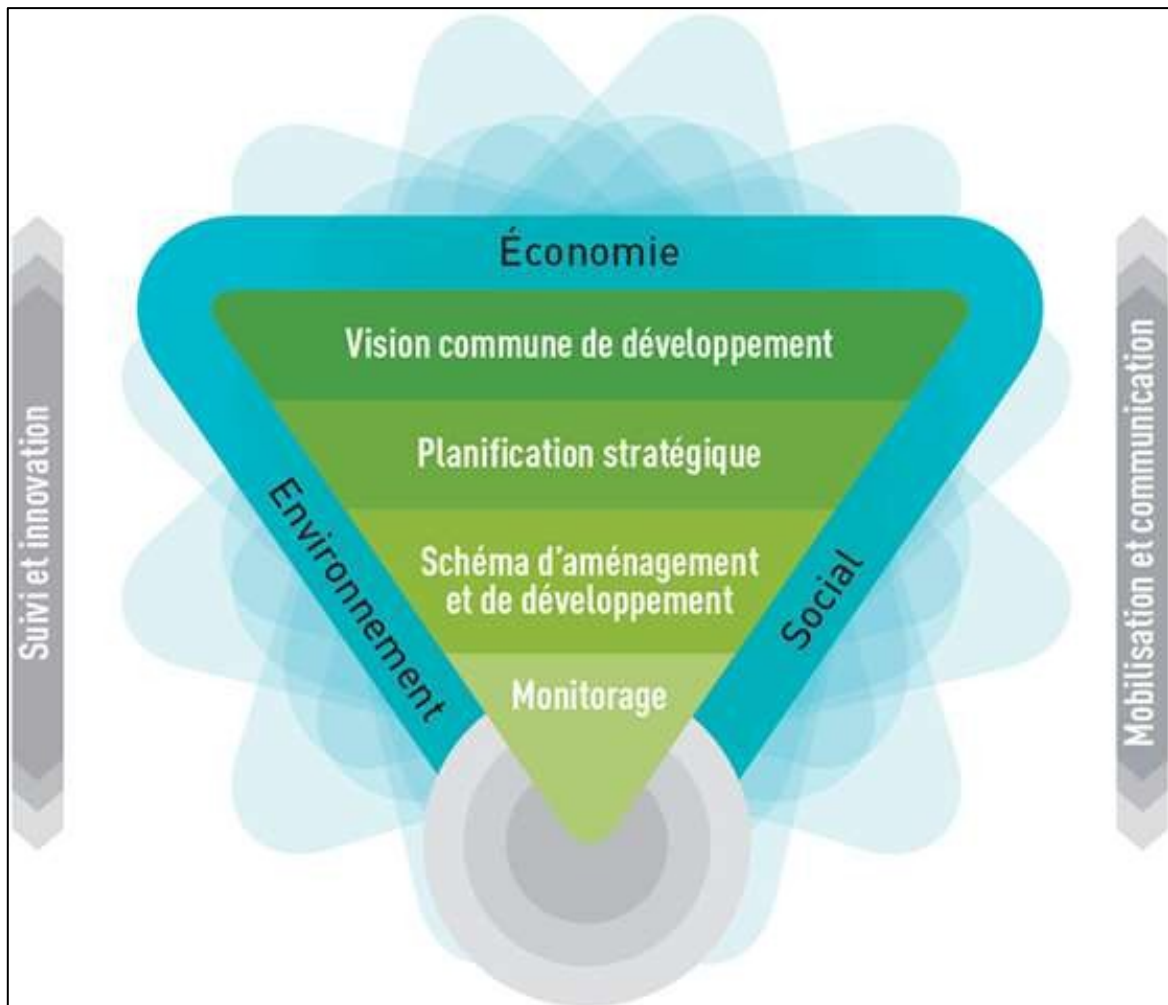 Économie
Vision commune de développement
Planification stratégique
Schéma d'aménagement
et de développement
Monitorage
Environnement
Social
Suivi et innovation
Mobilisation et communication